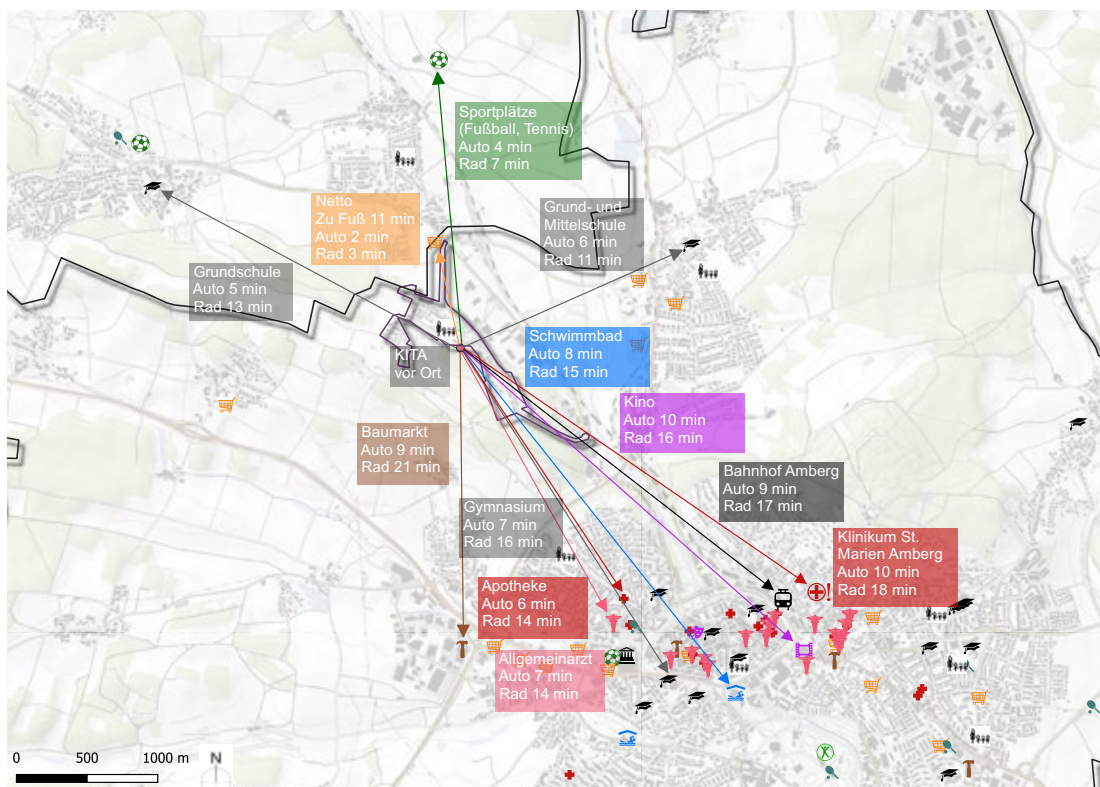 Sportplätze
(Fußball, Tennis)
Auto 4 min
Rad 7 min
Netto
Zu Fuß 11 min
Auto 2 min
Rad 3 min
Grund- und
Mittelschule
Auto 6 min
Rad 11 min
Grundschule
Auto 5 min
Rad 13 min
Schwimmbad
Auto 8 min
Rad 15 min
KITA
vor Ort
Kino
Auto 10 min
Rad 16 min
Baumarkt
Auto 9 min
Rad 21 min
Bahnhof Amberg
Auto 9 min
Rad 17 min
Gymnasium
Auto 7 min
Rad 16 min
Klinikum St.
Marien Amberg
Auto 10 min
Rad 18 min
Apotheke
Auto 6 min
Rad 14 min
Allgemeinarzt
Auto 7 min
Rad 14 min
0 500 1000 m
N